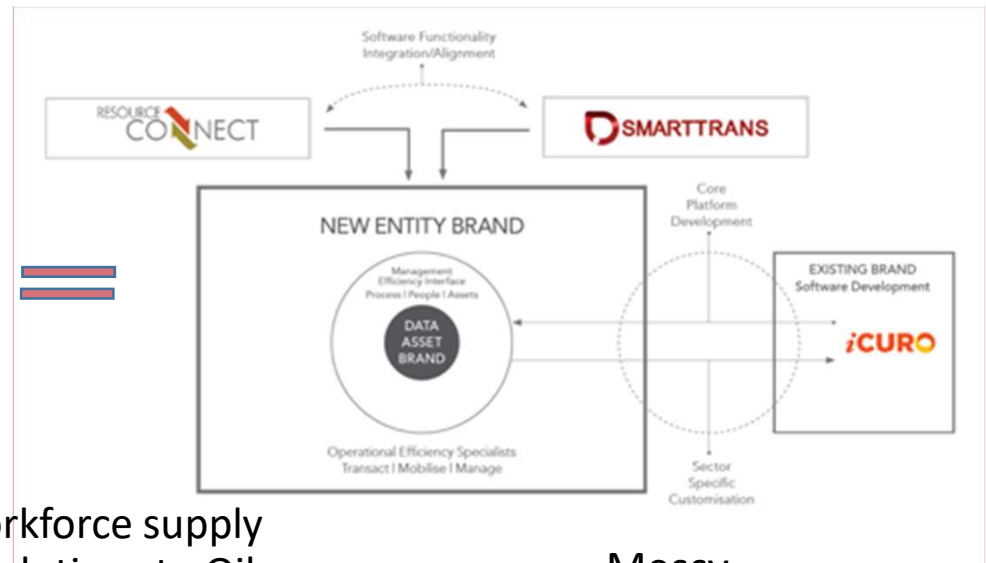 Software Functionality
Integration/Alignment
RESOURCE
CONNECT
SMARTTRANS
Core
Platform
Development
NEW ENTITY BRAND
Management
Efficiency Interface
Process | People | Assets
DATA
ASSET
BRAND
EXISTING BRAND
Software Development
iCURO
Operational Efficiency Specialists
Transact | Mobilise | Manage
Sector
Specific
Customisation
rkforce supply